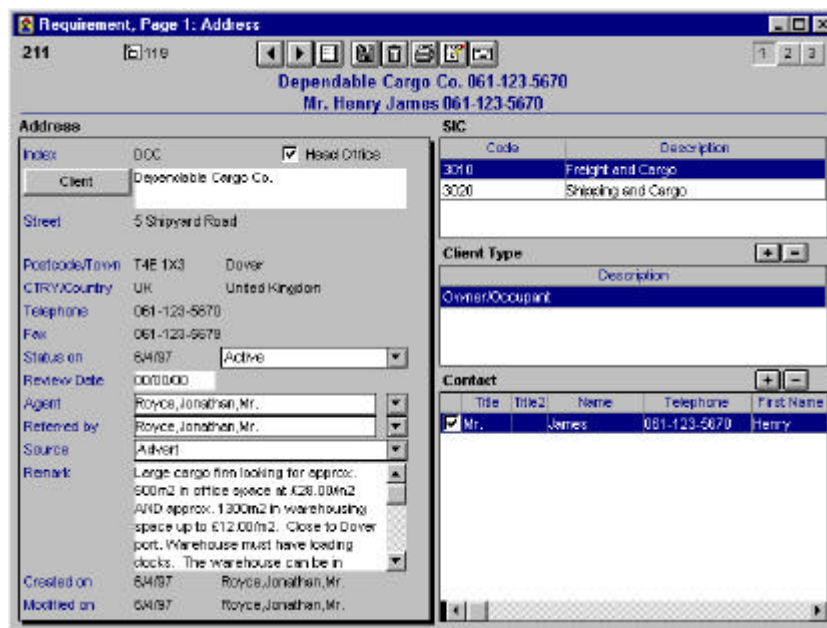 Requirement, Page 1: Address
211 119 1 2 3
Dependable Cargo Co. 061-123-5670
Mr. Henry James 061-123-5670
Address
Index DCC Head Office
Client Dependable Cargo Co.
Street 5 Shipyard Road
Postcode/Town T4E 1X3 Dover
CTRY/Country UK United Kingdom
Telephone 061-123-5670
Fax 061-123-5679
Status on 6/4/97 Active
Review Date 00/00/00
Agent Royce,Jonathan,Mr.
Referred by Royce,Jonathan,Mr.
Source Advert
Remark Large cargo firm looking for approx.
500m2 in office space at £28.00/m2
AND approx. 1300m2 in warehousing
space up to £12.00/m2. Close to Dover
port. Warehouse must have loading
docks. The warehouse can be in
Created on 6/4/97 Royce,Jonathan,Mr.
Modified on 6/4/97 Royce,Jonathan,Mr.
SIC
Code Description
3010 Freight and Cargo
3020 Shipping and Cargo
Client Type + -
Description
Owner/Occupant
Contact + -
Title Title2 Name Telephone First Name
Mr. James 061-123-5670 Henry